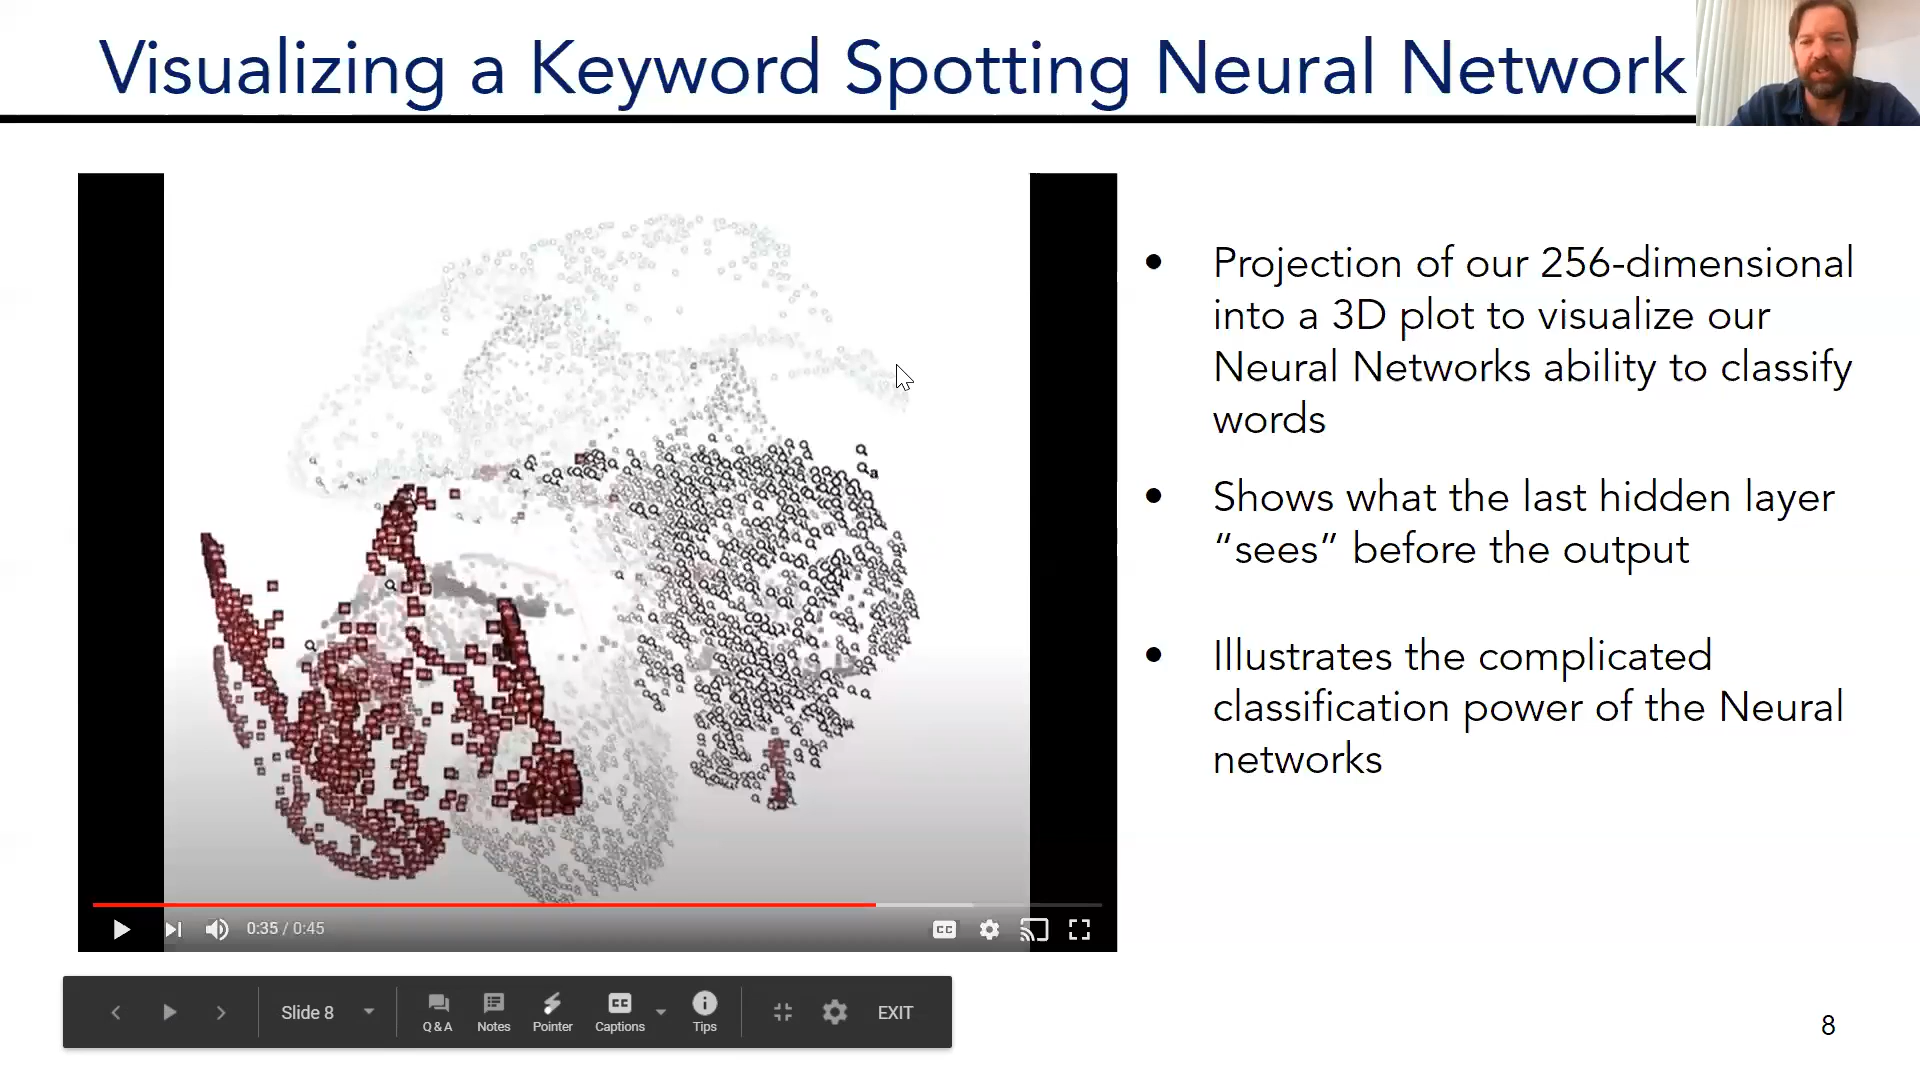 Visualizing a Keyword Spotting Neural Network
• Projection of our 256-dimensional
into a 3D plot to visualize our
Neural Networks ability to classify
words
• Shows what the last hidden layer
“sees” before the output
• Illustrates the complicated
classification power of the Neural
networks
0:35 / 0:45
CC
Slide 8
Q & A
Notes
Pointer
CC
Captions
Tips
EXIT
8